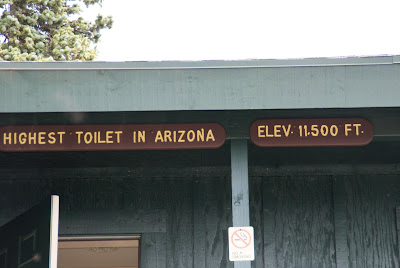 HIGHEST TOILET IN ARIZONA
ELEV. 11,500 FT.